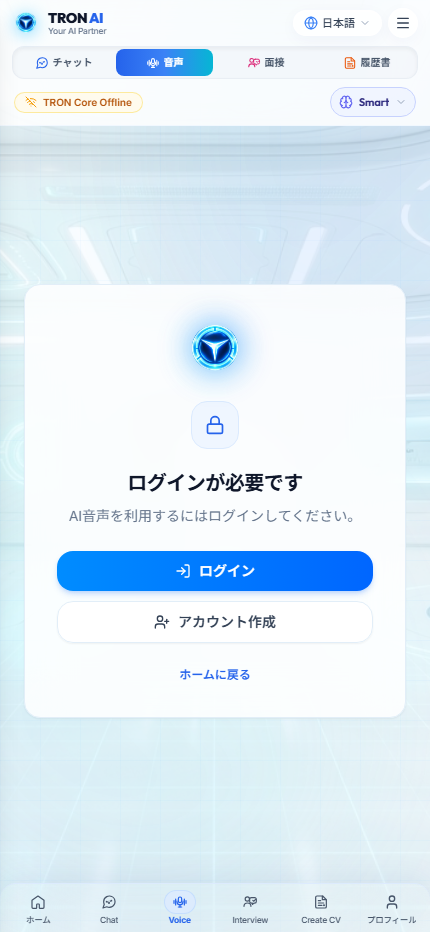 TRON AI
Your AI Partner
日本語
チャット
音声
面接
履歴書
TRON Core Offline
Smart
ログインが必要です
AI音声を利用するにはログインしてください。
ログイン
アカウント作成
ホームに戻る
ホーム
Chat
Voice
Interview
Create CV
プロフィール